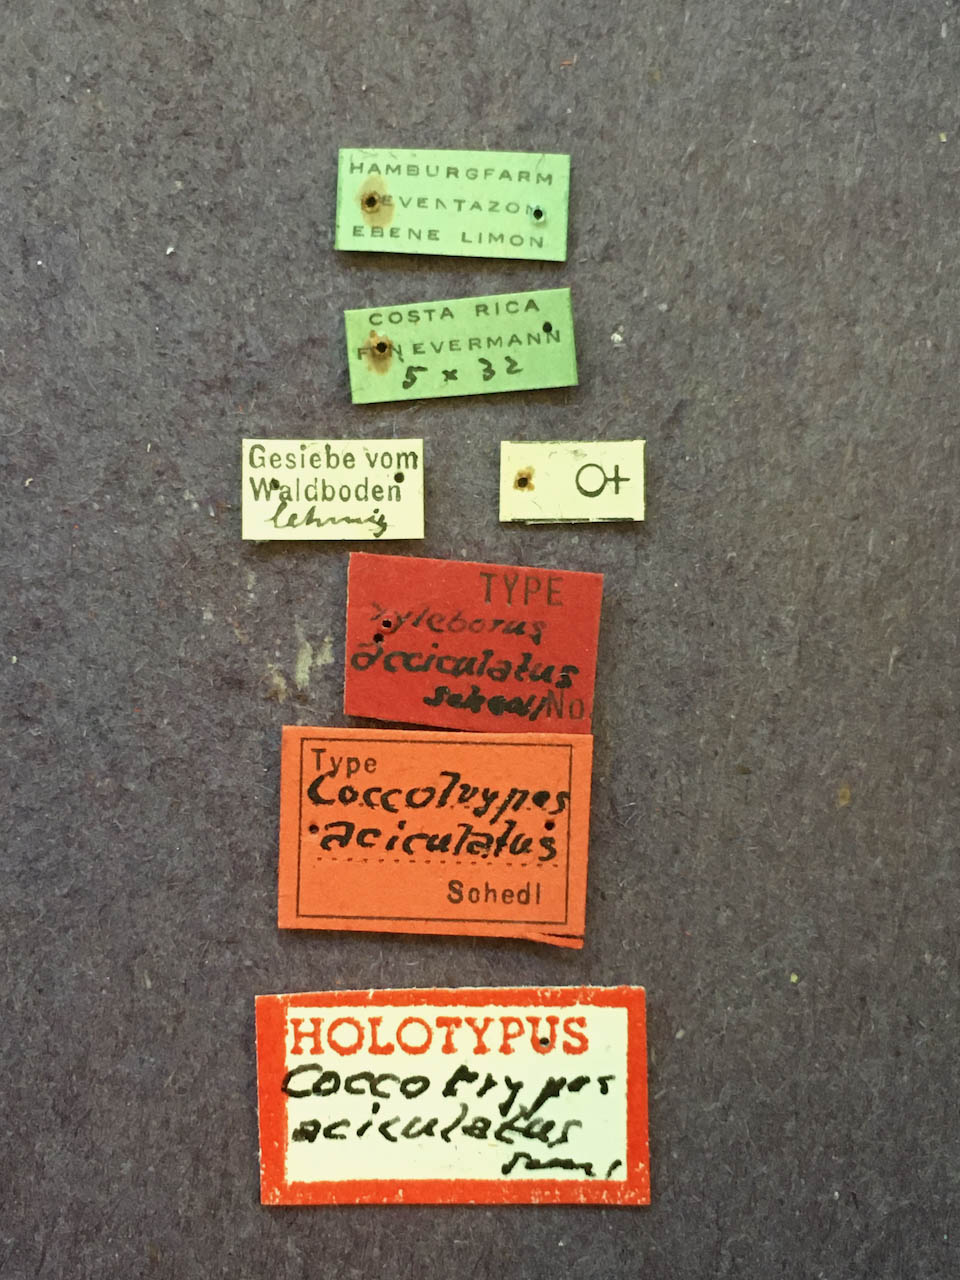 HAMBURGFARM
REVENTAZON
EBENE LIMON
COSTA RICA
F. NEVERMANN
5 x 32
Gesiebe vom
Waldboden
lehmig
♀
TYPE
Xyleborus
acciculatus
Schedl No
Type
Coccotrypes
aciculatus
Schedl
HOLOTYPUS
Coccotrypes
aciculatus